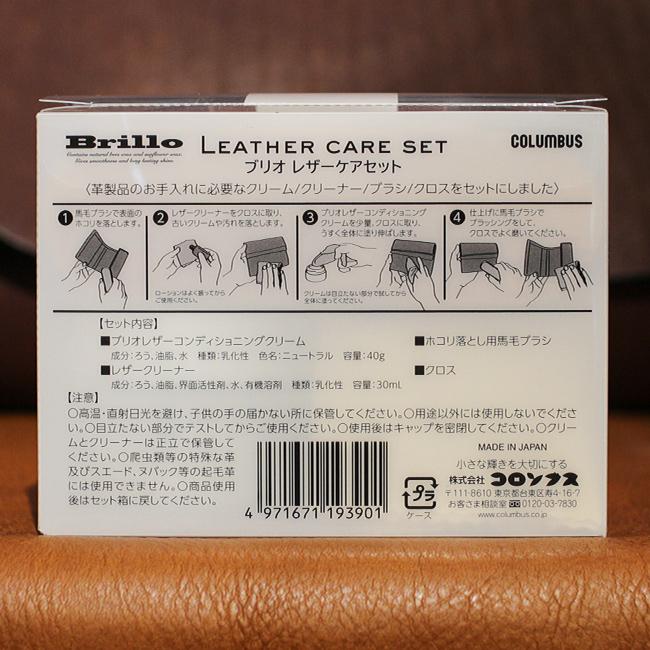 Brillo
Contains natural bees wax and sunflower wax.
Gives smoothness and long lasting shine.
LEATHER CARE SET
COLUMBUS
ブリオ レザーケアセット
〈革製品のお手入れに必要なクリーム/クリーナー/ブラシ/クロスをセットにしました〉
1 馬毛ブラシで表面の
ホコリを落とします。
2 レザークリーナーをクロスに取り、
古いクリームや汚れを落とします。
ローションはよく振ってから
ご使用ください。
3 ブリオレザーコンディショニング
クリームを少量、クロスに取り、
うすく全体に塗り伸ばします。
クリームは目立たない部分で試してから
全体に塗ってください。
4 仕上げに馬毛ブラシで
ブラッシングをして、
クロスでよく磨いてください。
【セット内容】
■ブリオレザーコンディショニングクリーム
成分:ろう、油脂、水 種類:乳化性 色名:ニュートラル 容量:40g
■レザークリーナー
成分:ろう、油脂、界面活性剤、水、有機溶剤 種類:乳化性 容量:30mL
■ホコリ落とし用馬毛ブラシ
■クロス
【注意】
○高温・直射日光を避け、子供の手の届かない所に保管してください。○用途以外には使用しないでくださ
い。○目立たない部分でテストしてからご使用ください。○使用後はキャップを密閉してください。○クリー
ムとクリーナーは正立で保管して
ください。○爬虫類等の特殊な革
及びスエード、ヌバック等の起毛革
には使用できません。○商品使用
後はセット箱に戻してください。
4 971671 193901
プラ
ケース
MADE IN JAPAN
小さな輝きを大切にする
株式会社 コロンブス
〒111-8610 東京都台東区寿4-16-7
お客さま相談室 0120-03-7830
www.columbus.co.jp